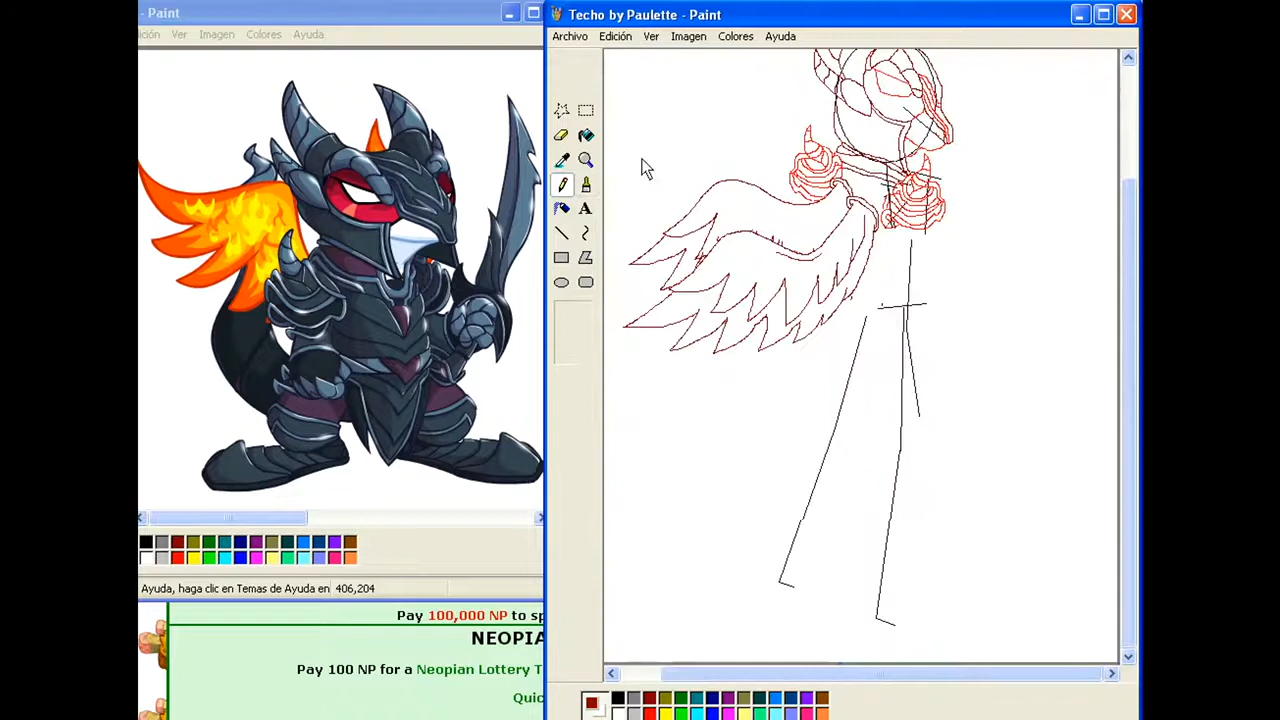 - Paint
Techo by Paulette - Paint
ición Ver Imagen Colores Ayuda
Archivo Edición Ver Imagen Colores Ayuda
A
Ayuda, haga clic en Temas de Ayuda en 406,204
Pay 100,000 NP to sp
NEOPIA
Pay 100 NP for a Neopian Lottery T
Quic